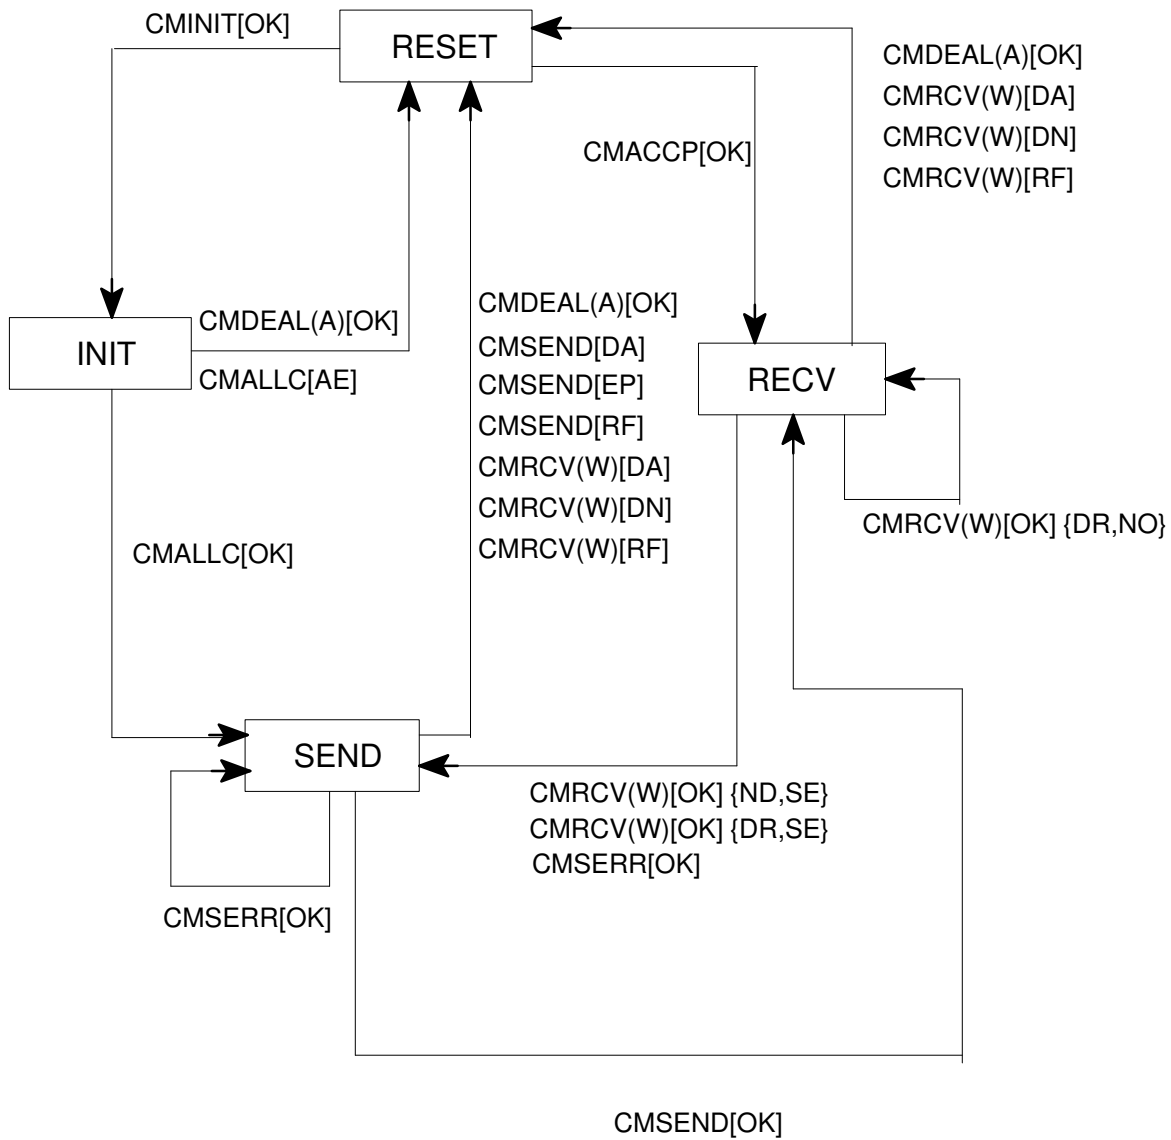 CMINIT[OK]
RESET
CMDEAL(A)[OK]
CMRCV(W)[DA]
CMRCV(W)[DN]
CMRCV(W)[RF]
CMACCP[OK]
INIT
CMDEAL(A)[OK]
CMALLC[AE]
CMDEAL(A)[OK]
CMSEND[DA]
CMSEND[EP]
CMSEND[RF]
CMRCV(W)[DA]
CMRCV(W)[DN]
CMRCV(W)[RF]
RECV
CMRCV(W)[OK] {DR,NO}
CMALLC[OK]
SEND
CMRCV(W)[OK] {ND,SE}
CMRCV(W)[OK] {DR,SE}
CMSERR[OK]
CMSERR[OK]
CMSEND[OK]